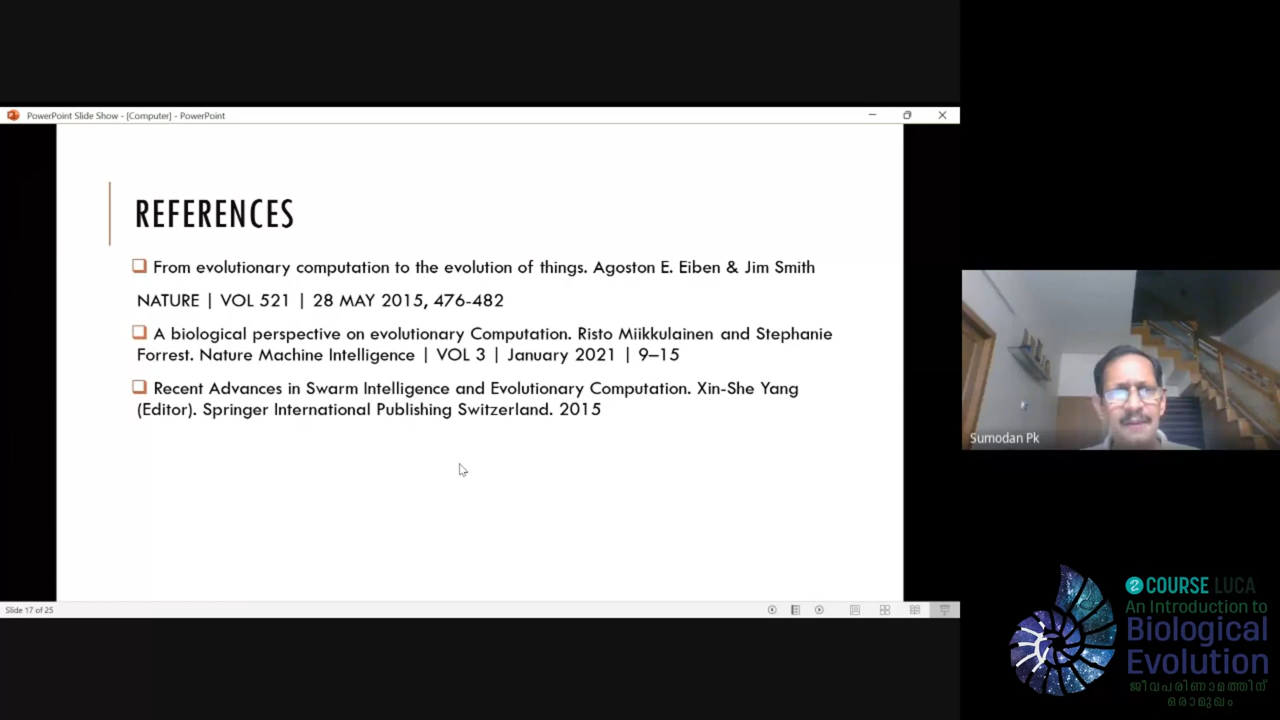 PowerPoint Slide Show - [Computer] - PowerPoint
REFERENCES
From evolutionary computation to the evolution of things. Agoston E. Eiben & Jim Smith
NATURE | VOL 521 | 28 MAY 2015, 476-482
A biological perspective on evolutionary Computation. Risto Miikkulainen and Stephanie
Forrest. Nature Machine Intelligence | VOL 3 | January 2021 | 9–15
Recent Advances in Swarm Intelligence and Evolutionary Computation. Xin-She Yang
(Editor). Springer International Publishing Switzerland. 2015
Slide 17 of 25
Sumodan Pk
COURSE LUCA
An Introduction to
Biological
Evolution
ജീവപരിണാമത്തിന്
ഒരാമുഖം